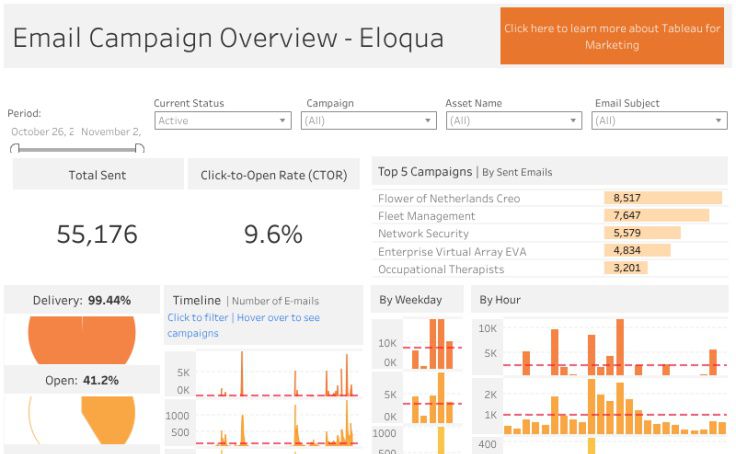 Email Campaign Overview - Eloqua
Click here to learn more about Tableau for
Marketing
Period:
October 26, 2 November 2,
Current Status
Active
Campaign
(All)
Asset Name
(All)
Email Subject
(All)
Total Sent
55,176
Click-to-Open Rate (CTOR)
9.6%
Top 5 Campaigns | By Sent Emails
Flower of Netherlands Creo 8,517
Fleet Management 7,647
Network Security 5,579
Enterprise Virtual Array EVA 4,834
Occupational Therapists 3,201
Delivery: 99.44%
Open: 41.2%
Timeline | Number of E-mails
Click to filter | Hover over to see
campaigns
5K
0K
1000
500
By Weekday
10K
0K
5K
0K
1000
By Hour
10K
5K
2K
1K
400